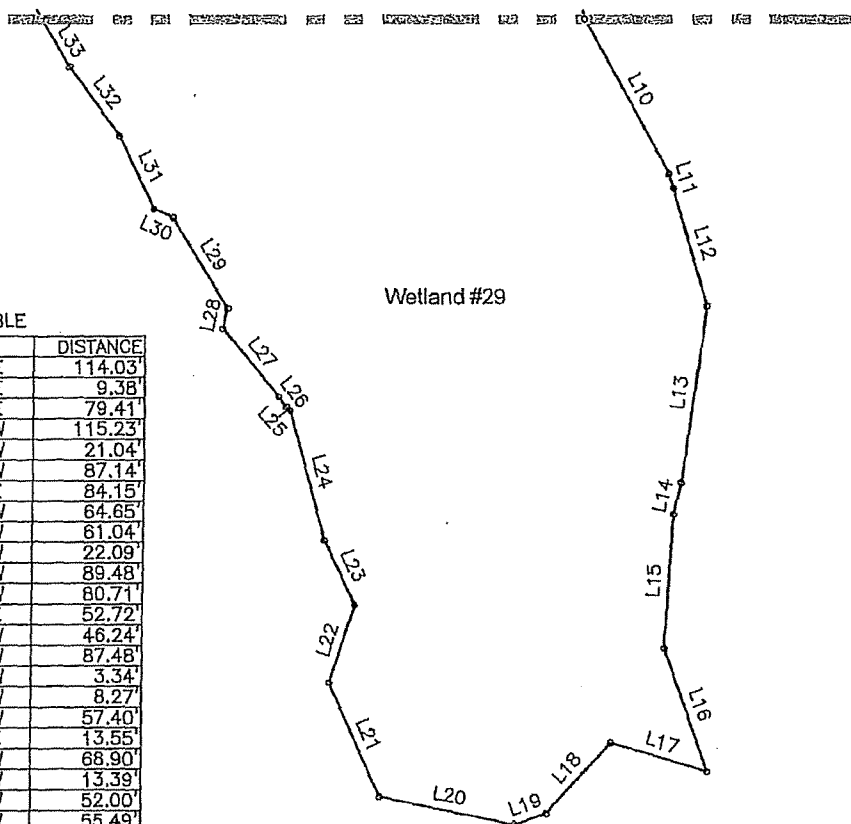 L33
L32
L31
L30
L29
L28
L27
L26
L25
L24
L23
L22
L21
L20
L19
L18
L17
L16
L15
L14
L13
L12
L11
L10
Wetland #29
BLE
DISTANCE
E 114.03'
E 9.38'
E 79.41'
W 115.23'
W 21.04'
W 87.14'
E 84.15'
W 64.65'
W 61.04'
W 22.09'
W 89.48'
W 80.71'
E 52.72'
W 46.24'
W 87.48'
W 3.34'
W 8.27'
W 57.40'
E 13.55'
W 68.90'
W 13.39'
W 52.00'
W 55.49'